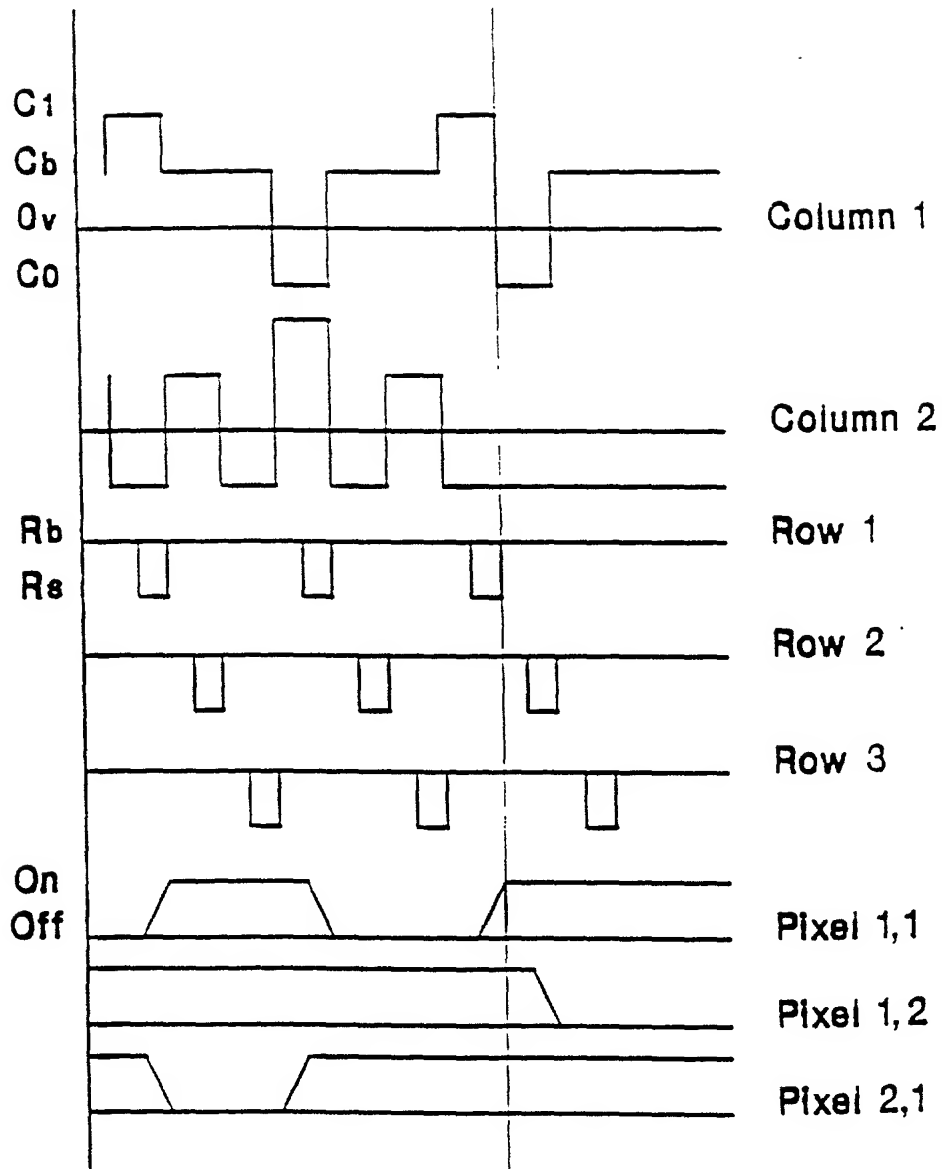 C1
Cb
0v
Column 1
C0
Column 2
Rb
Row 1
Rs
Row 2
Row 3
On
Off
Pixel 1,1
Pixel 1,2
Pixel 2,1